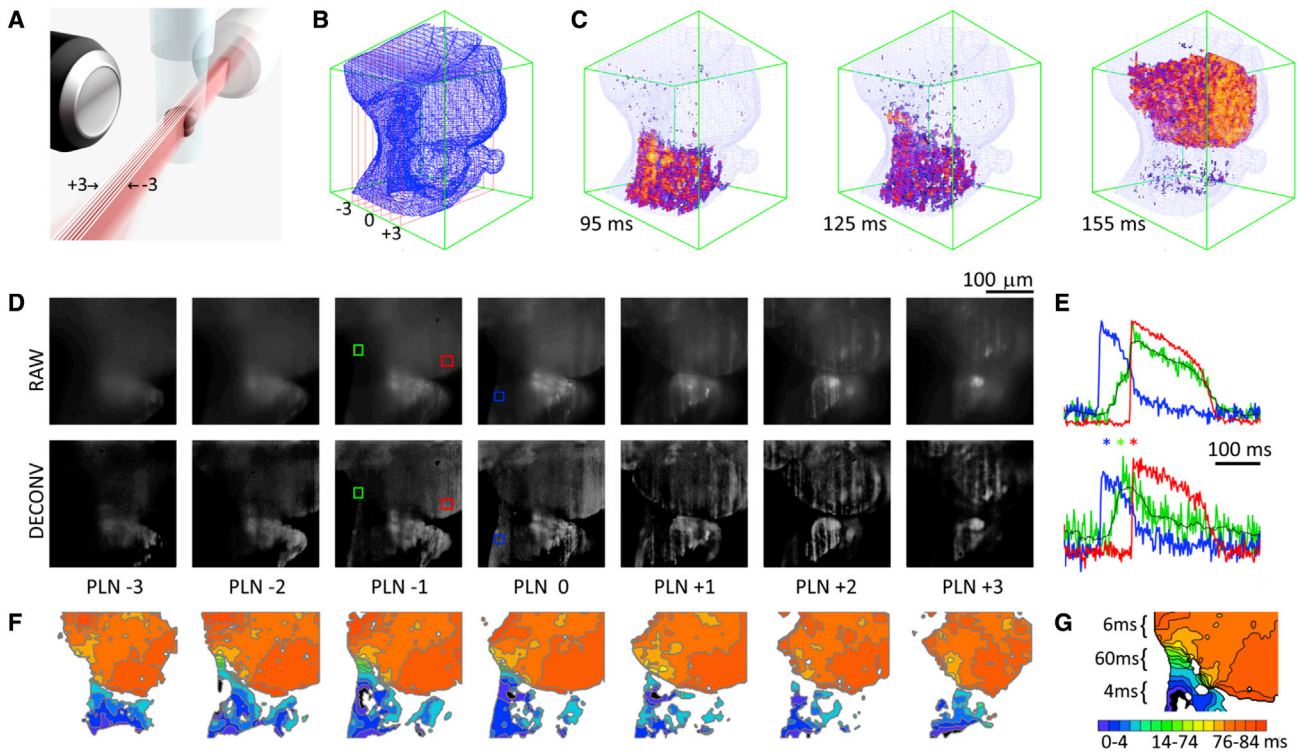 A
B
C
+3→
←-3
-3
0
+3
95 ms
125 ms
155 ms
D
100 μm
E
RAW
DECONV
* * *
100 ms
PLN -3
PLN -2
PLN -1
PLN 0
PLN +1
PLN +2
PLN +3
F
G
6ms
60ms
4ms
0-4 14-74 76-84 ms